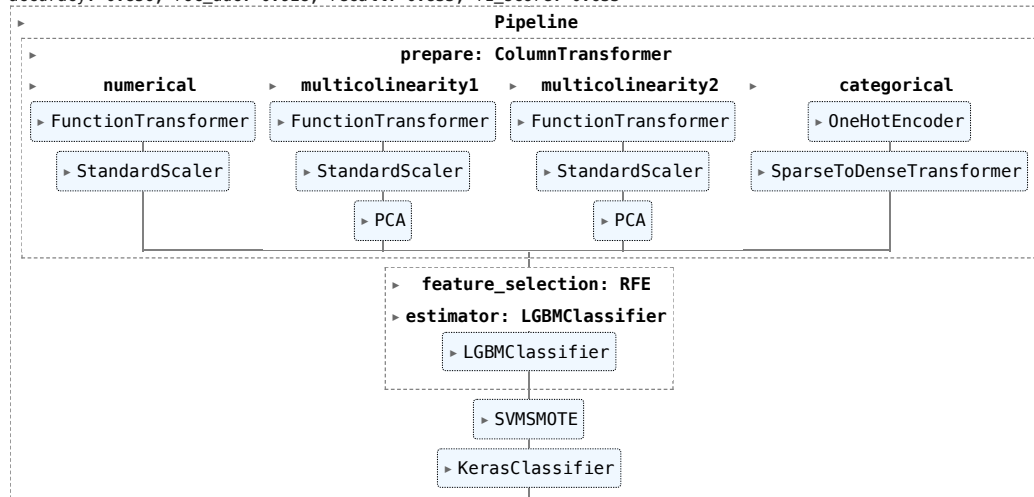 ▸ Pipeline
▸ prepare: ColumnTransformer
▸ numerical ▸ multicolinearity1 ▸ multicolinearity2 ▸ categorical
▸ FunctionTransformer ▸ FunctionTransformer ▸ FunctionTransformer ▸ OneHotEncoder
▸ StandardScaler ▸ StandardScaler ▸ StandardScaler ▸ SparseToDenseTransformer
▸ PCA ▸ PCA
▸ feature_selection: RFE
▸ estimator: LGBMClassifier
▸ LGBMClassifier
▸ SVMSMOTE
▸ KerasClassifier